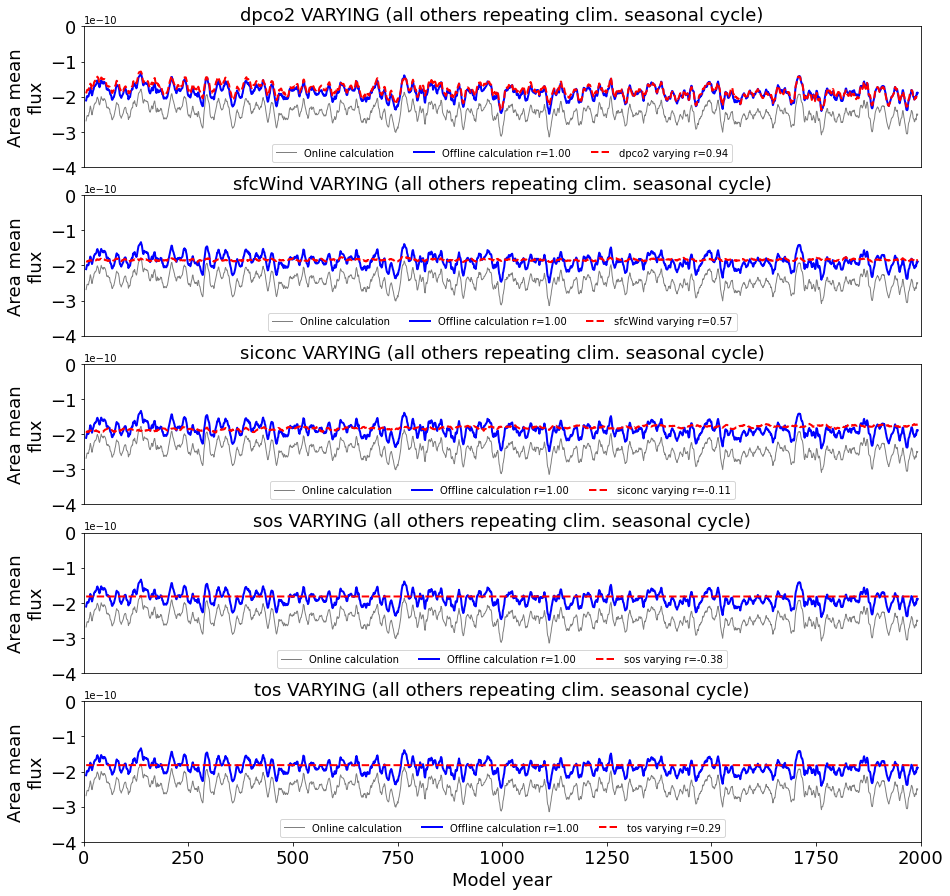 dpco2 VARYING (all others repeating clim. seasonal cycle)
1e−10
0
−1
−2
−3
−4
Area mean
flux
Online calculation Offline calculation r=1.00 dpco2 varying r=0.94
sfcWind VARYING (all others repeating clim. seasonal cycle)
1e−10
0
−1
−2
−3
−4
Area mean
flux
Online calculation Offline calculation r=1.00 sfcWind varying r=0.57
siconc VARYING (all others repeating clim. seasonal cycle)
1e−10
0
−1
−2
−3
−4
Area mean
flux
Online calculation Offline calculation r=1.00 siconc varying r=-0.11
sos VARYING (all others repeating clim. seasonal cycle)
1e−10
0
−1
−2
−3
−4
Area mean
flux
Online calculation Offline calculation r=1.00 sos varying r=-0.38
tos VARYING (all others repeating clim. seasonal cycle)
1e−10
0
−1
−2
−3
−4
Area mean
flux
Online calculation Offline calculation r=1.00 tos varying r=0.29
0 250 500 750 1000 1250 1500 1750 2000
Model year